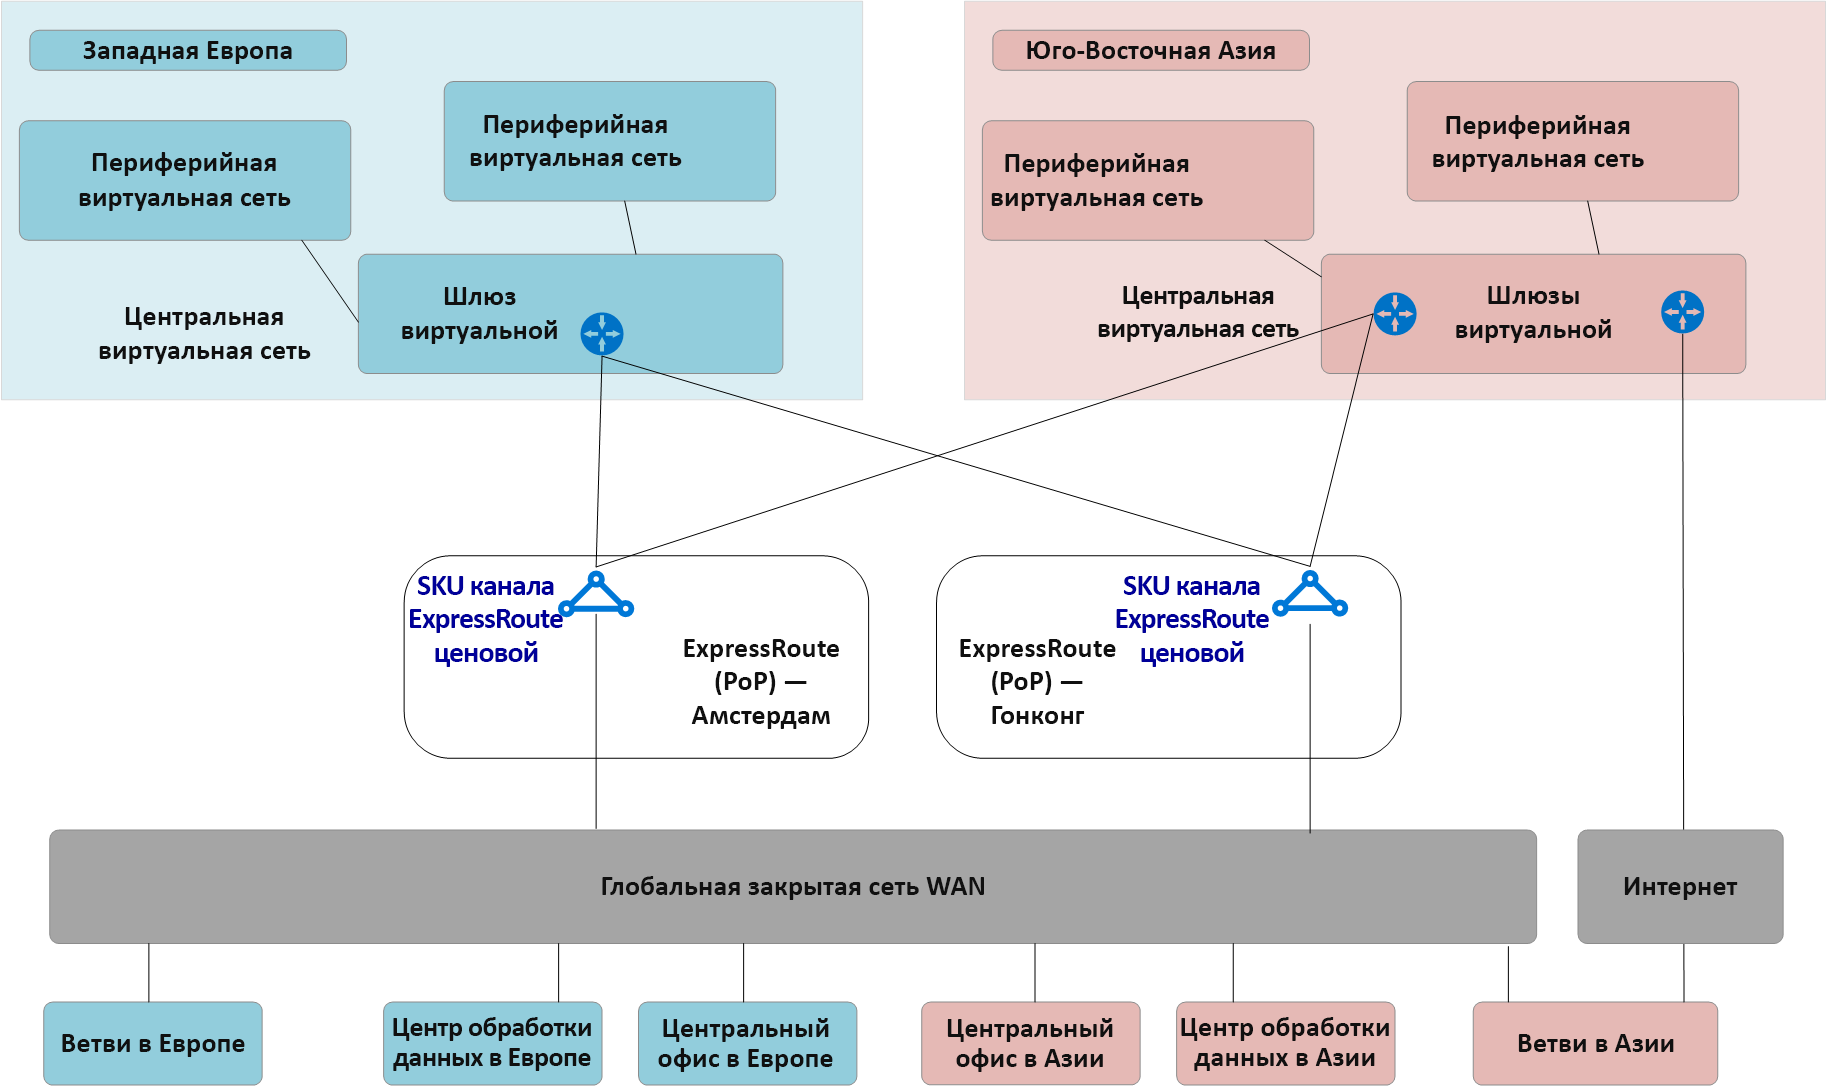 Западная Европа
Периферийная
виртуальная сеть
Периферийная
виртуальная сеть
Шлюз
виртуальной
Центральная
виртуальная сеть
Юго-Восточная Азия
Периферийная
виртуальная сеть
Периферийная
виртуальная сеть
Центральная
виртуальная сеть
Шлюзы
виртуальной
SKU канала
ExpressRoute
ценовой
ExpressRoute
(PoP) —
Амстердам
ExpressRoute
(PoP) —
Гонконг
SKU канала
ExpressRoute
ценовой
Глобальная закрытая сеть WAN
Интернет
Ветви в Европе
Центр обработки
данных в Европе
Центральный
офис в Европе
Центральный
офис в Азии
Центр обработки
данных в Азии
Ветви в Азии